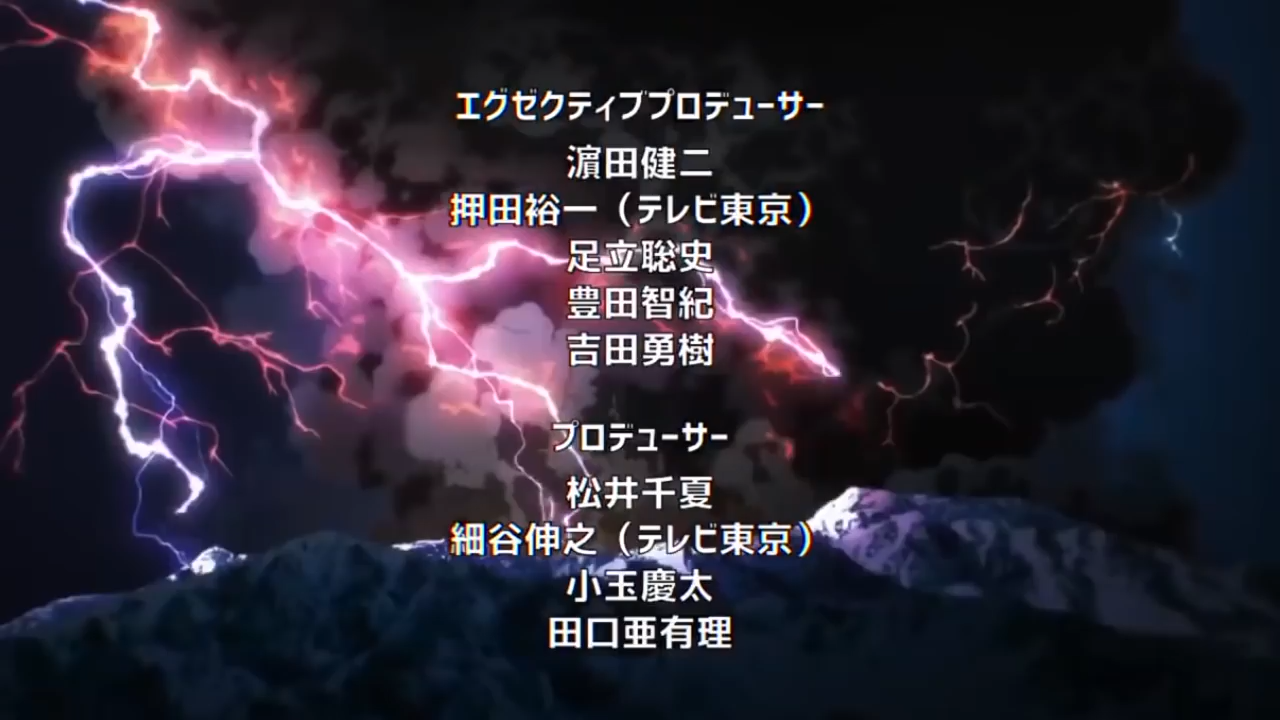 エグゼクティブプロデューサー
濵田健二
押田裕一（テレビ東京）
足立聡史
豊田智紀
吉田勇樹
プロデューサー
松井千夏
細谷伸之（テレビ東京）
小玉慶太
田口亜有理